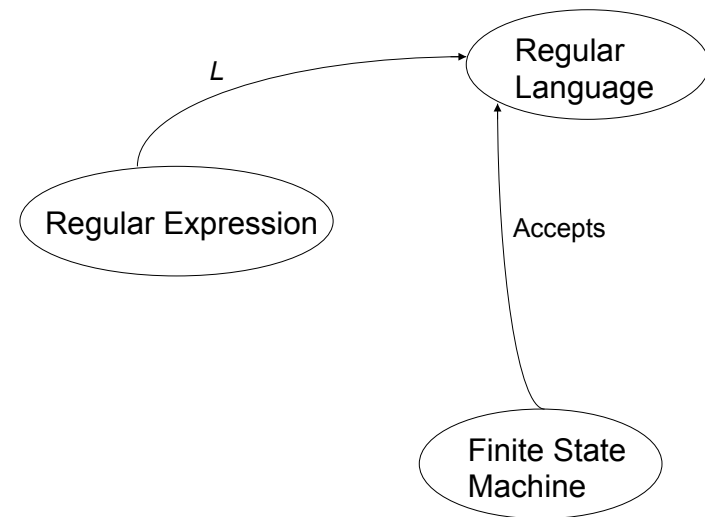 Regular
Language
L
Regular Expression
Accepts
Finite State
Machine